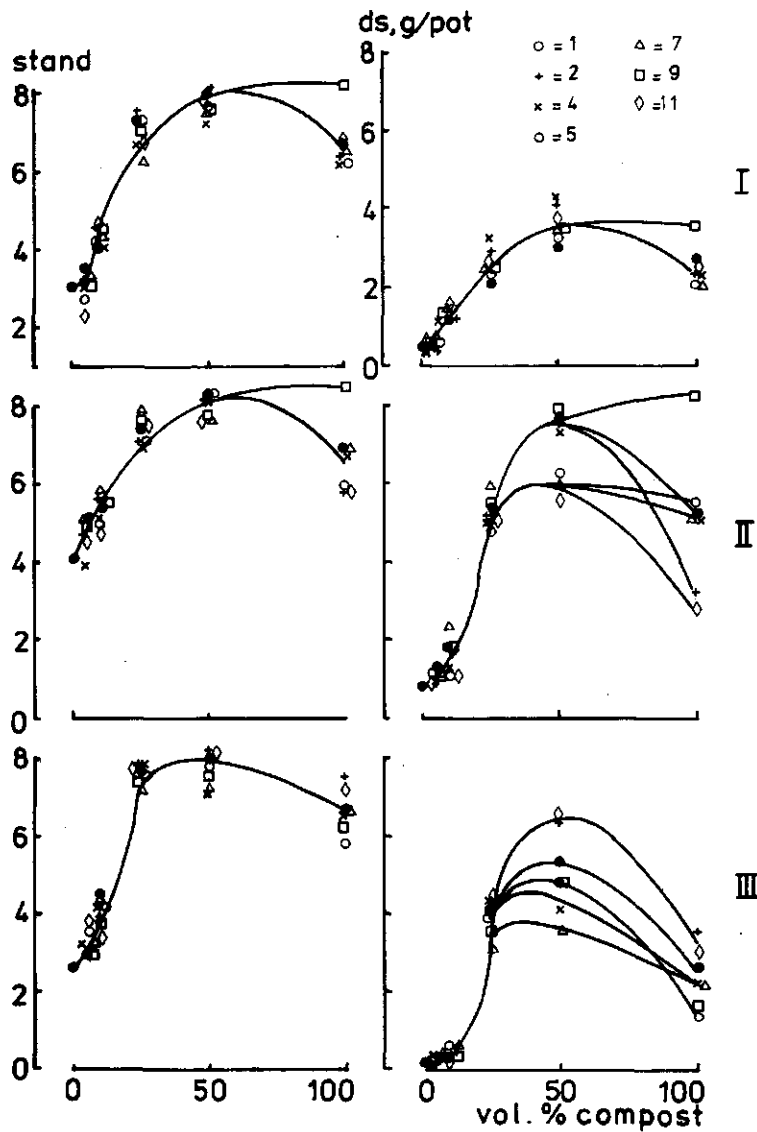 ds,g/pot
stand
○ = 1 △ = 7
+ = 2 □ = 9
× = 4 ◇ = 11
○ = 5
8
6
4
2
8
6
4
2
0
I
8
6
4
2
0
II
8
6
4
2
0
III
0 50 100 0 50 100
vol. % compost